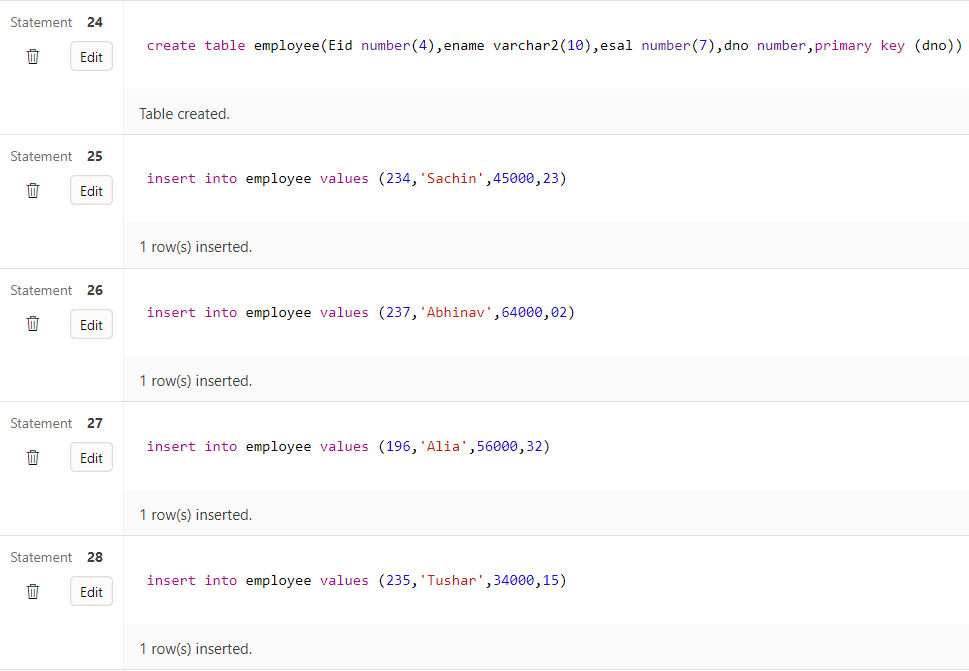 Statement 24
create table employee(Eid number(4),ename varchar2(10),esal number(7),dno number,primary key (dno))
Edit
Table created.
Statement 25
insert into employee values (234,'Sachin',45000,23)
Edit
1 row(s) inserted.
Statement 26
insert into employee values (237,'Abhinav',64000,02)
Edit
1 row(s) inserted.
Statement 27
insert into employee values (196,'Alia',56000,32)
Edit
1 row(s) inserted.
Statement 28
insert into employee values (235,'Tushar',34000,15)
Edit
1 row(s) inserted.